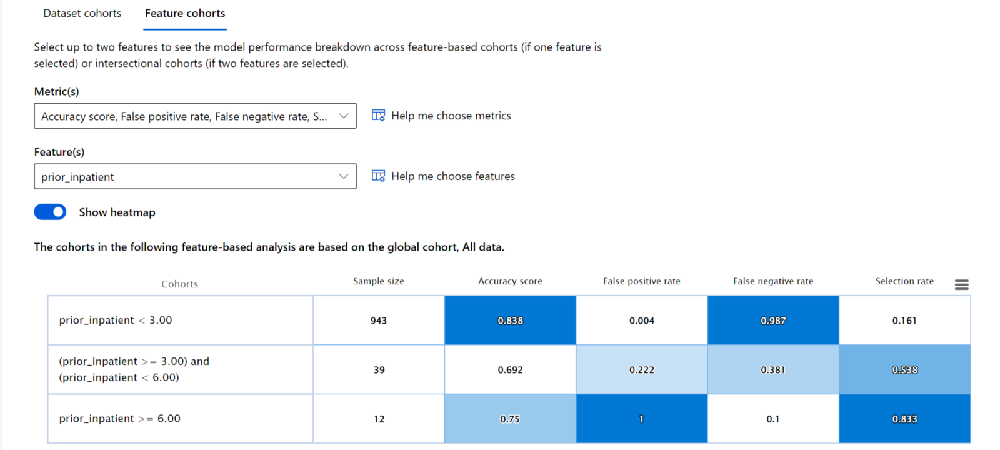 Dataset cohorts Feature cohorts
Select up to two features to see the model performance breakdown across feature-based cohorts (if one feature is
selected) or intersectional cohorts (if two features are selected).
Metric(s)
Accuracy score, False positive rate, False negative rate, S... Help me choose metrics
Feature(s)
prior_inpatient Help me choose features
Show heatmap
The cohorts in the following feature-based analysis are based on the global cohort, All data.
Cohorts Sample size Accuracy score False positive rate False negative rate Selection rate
prior_inpatient < 3.00 943 0.838 0.004 0.987 0.161
(prior_inpatient >= 3.00) and
(prior_inpatient < 6.00) 39 0.692 0.222 0.381 0.538
prior_inpatient >= 6.00 12 0.75 1 0.1 0.833